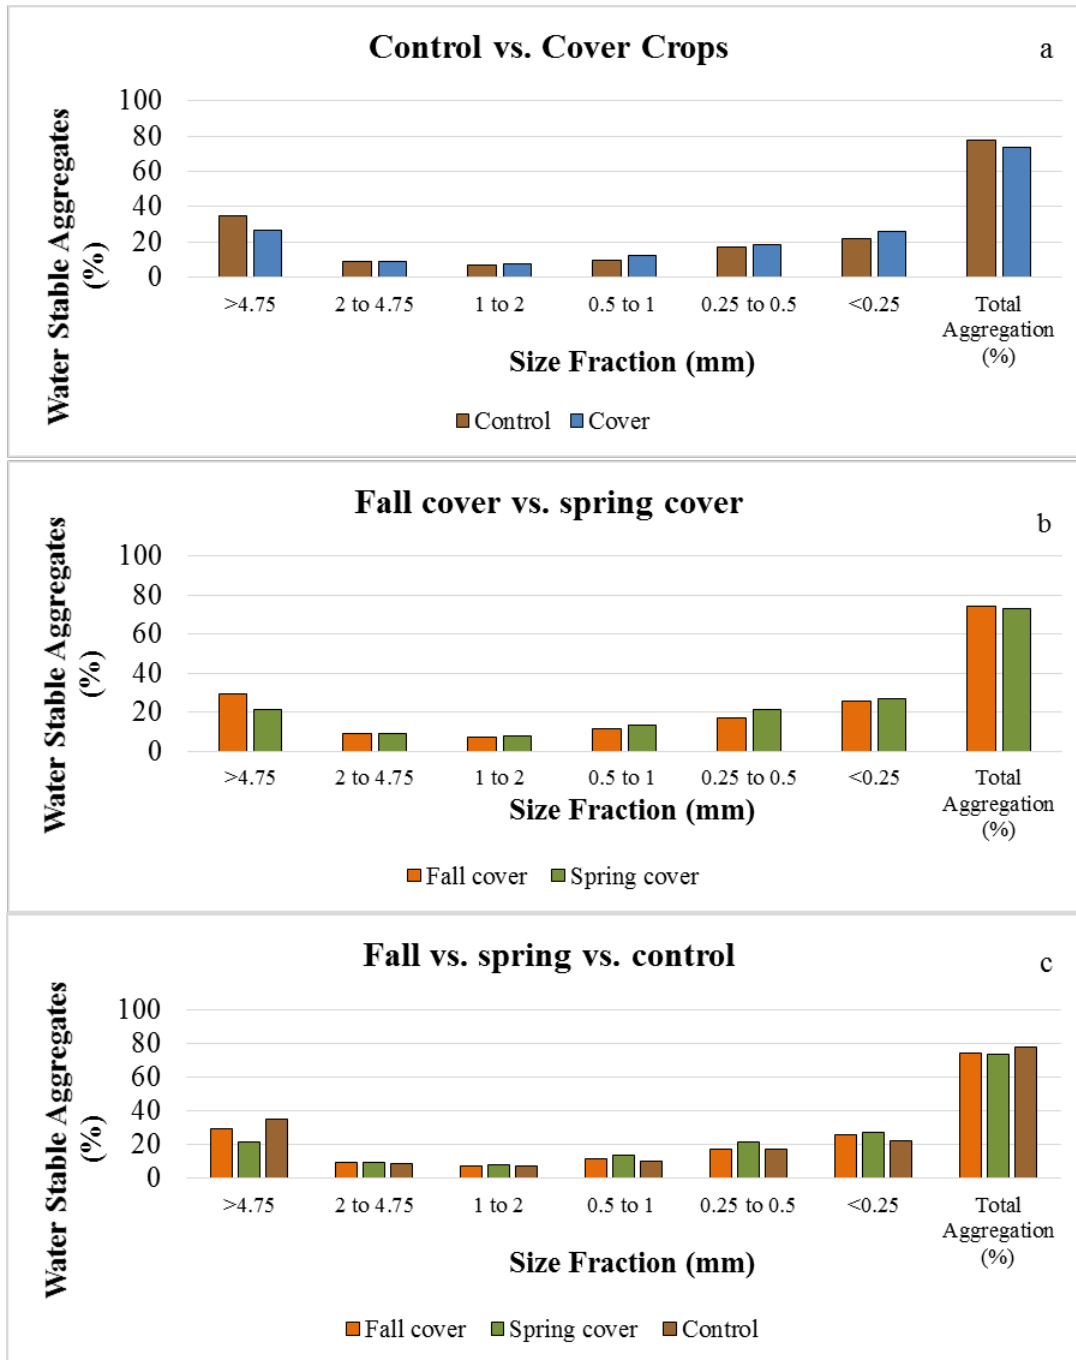 Control vs. Cover Crops
a
Water Stable Aggregates
(%)
100
80
60
40
20
0
>4.75 2 to 4.75 1 to 2 0.5 to 1 0.25 to 0.5 <0.25 Total
Aggregation
(%)
Size Fraction (mm)
Control Cover
Fall cover vs. spring cover
b
Water Stable Aggregates
(%)
100
80
60
40
20
0
>4.75 2 to 4.75 1 to 2 0.5 to 1 0.25 to 0.5 <0.25 Total
Aggregation
(%)
Size Fraction (mm)
Fall cover Spring cover
Fall vs. spring vs. control
c
Water Stable Aggregates
(%)
100
80
60
40
20
0
>4.75 2 to 4.75 1 to 2 0.5 to 1 0.25 to 0.5 <0.25 Total
Aggregation
(%)
Size Fraction (mm)
Fall cover Spring cover Control